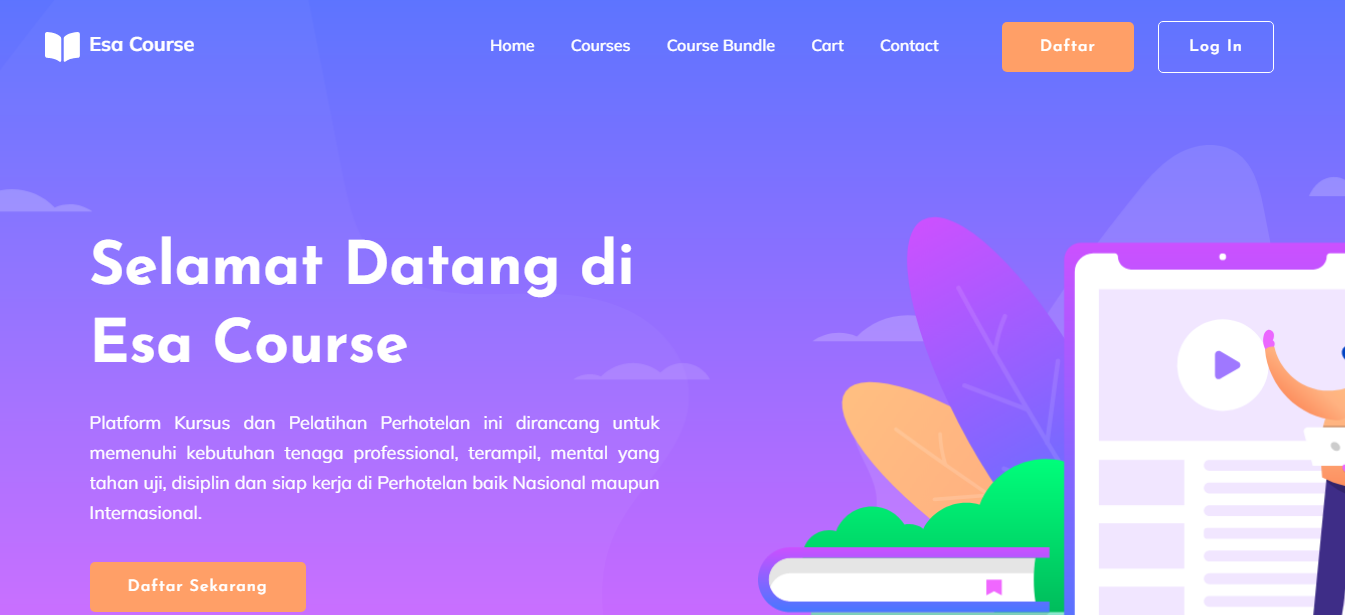 Esa Course
Home
Courses
Course Bundle
Cart
Contact
Daftar
Log In
Selamat Datang di
Esa Course
Platform Kursus dan Pelatihan Perhotelan ini dirancang untuk
memenuhi kebutuhan tenaga professional, terampil, mental yang
tahan uji, disiplin dan siap kerja di Perhotelan baik Nasional maupun
Internasional.
Daftar Sekarang